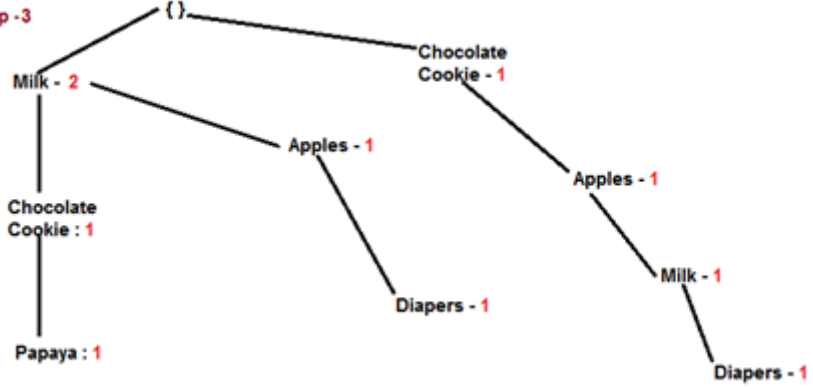 p -3
{ }
Chocolate
Cookie - 1
Milk - 2
Apples - 1
Apples - 1
Chocolate
Cookie : 1
Milk - 1
Diapers - 1
Papaya : 1
Diapers - 1